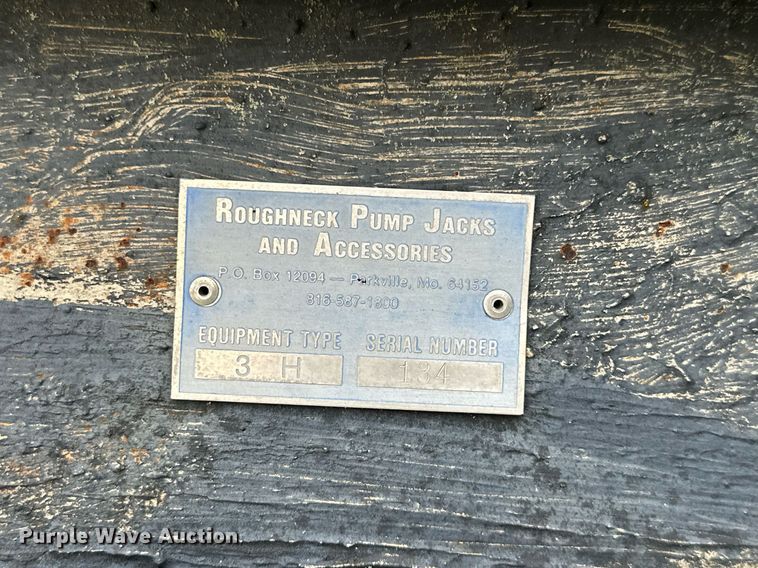 Roughneck Pump Jacks
and Accessories
P.O. Box 12094 — Parkville, Mo. 64152
816-587-1800
EQUIPMENT TYPE SERIAL NUMBER
3 H 134
Purple Wave Auction